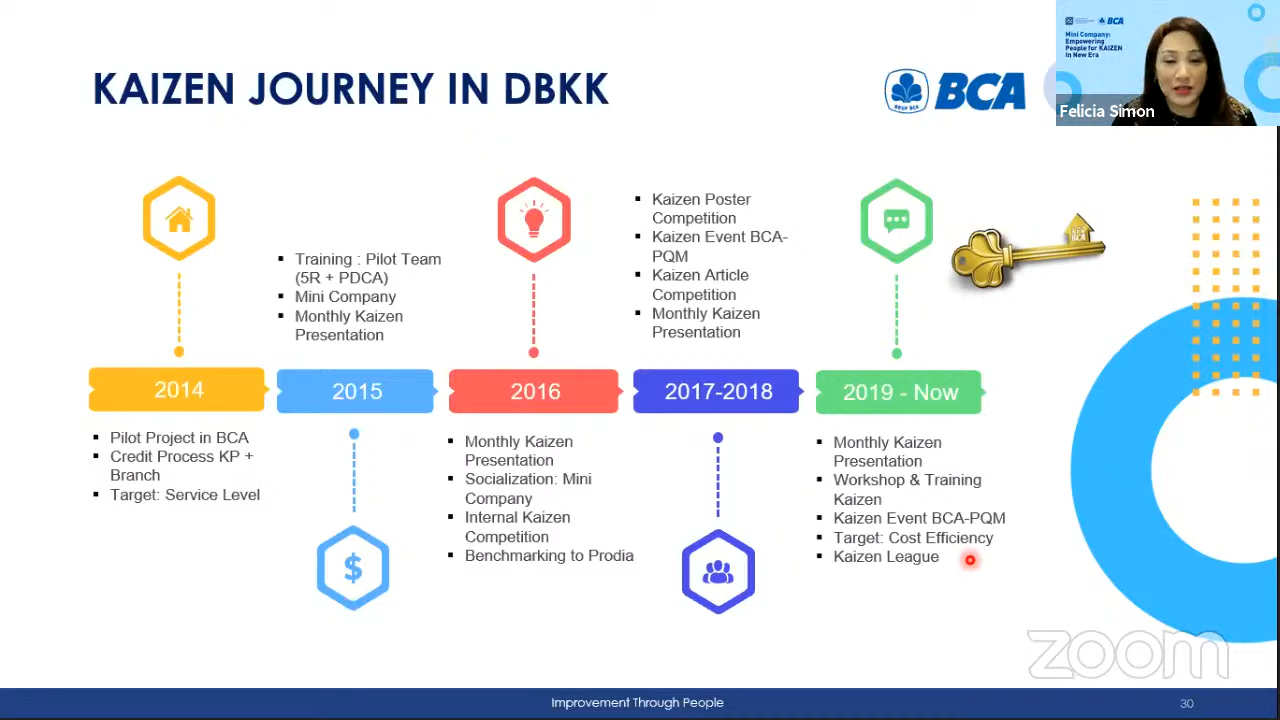 KAIZEN JOURNEY IN DBKK
BCA
BCA
Mini Company:
Empowering
People for KAIZEN
In New Era
Felicia Simon
Training : Pilot Team
(5R + PDCA)
Mini Company
Monthly Kaizen
Presentation
Kaizen Poster
Competition
Kaizen Event BCA-
PQM
Kaizen Article
Competition
Monthly Kaizen
Presentation
2014
2015
2016
2017-2018
2019 - Now
Pilot Project in BCA
Credit Process KP +
Branch
Target: Service Level
Monthly Kaizen
Presentation
Socialization: Mini
Company
Internal Kaizen
Competition
Benchmarking to Prodia
Monthly Kaizen
Presentation
Workshop & Training
Kaizen
Kaizen Event BCA-PQM
Target: Cost Efficiency
Kaizen League
zoom
Improvement Through People
30